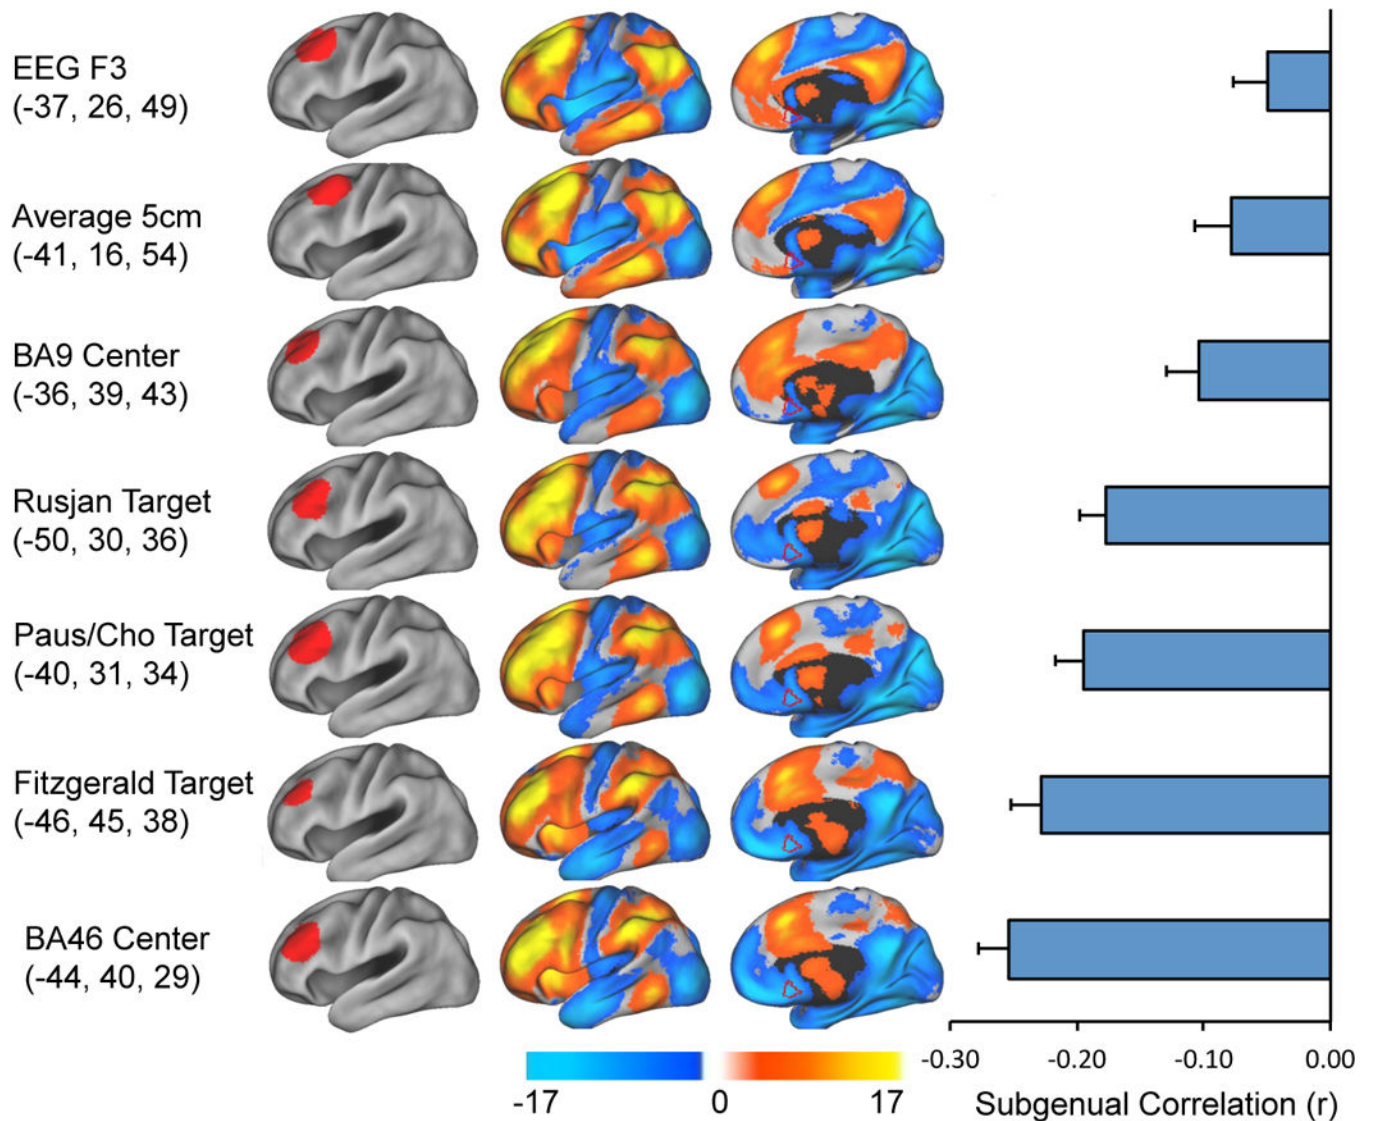 EEG F3
(-37, 26, 49)
Average 5cm
(-41, 16, 54)
BA9 Center
(-36, 39, 43)
Rusjan Target
(-50, 30, 36)
Paus/Cho Target
(-40, 31, 34)
Fitzgerald Target
(-46, 45, 38)
BA46 Center
(-44, 40, 29)
-17 0 17
-0.30 -0.20 -0.10 0.00
Subgenual Correlation (r)